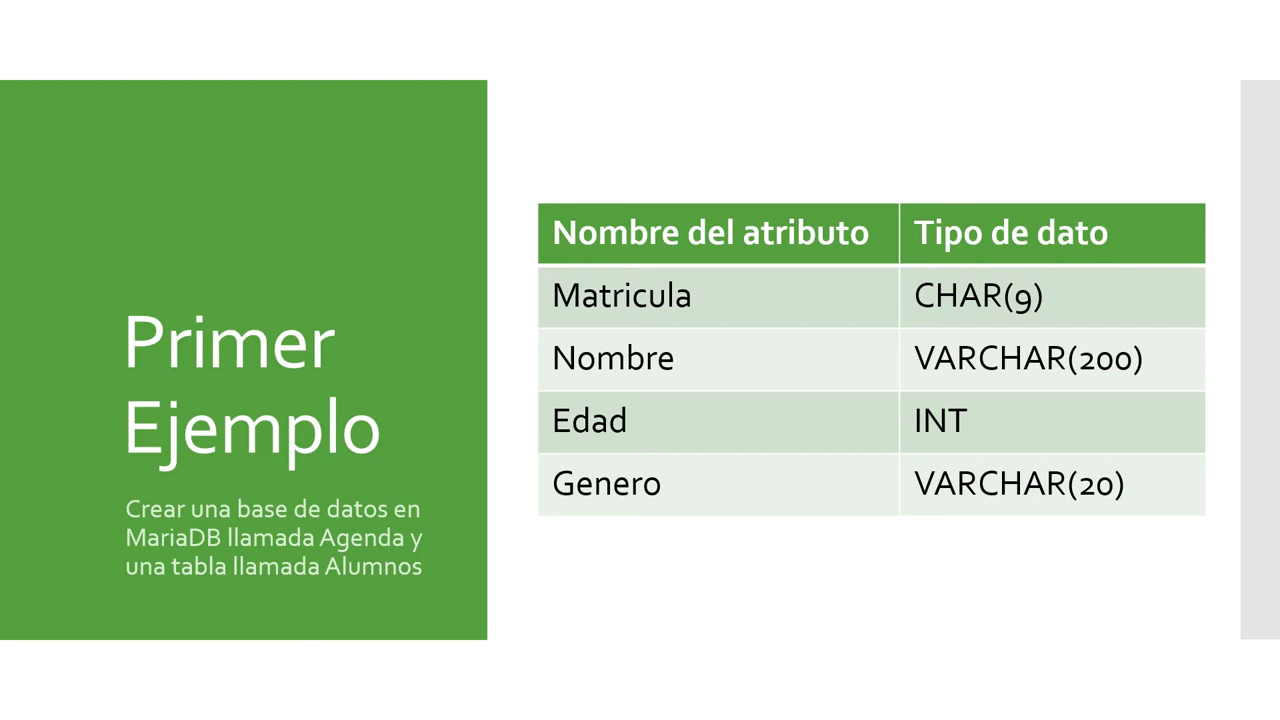 Primer
Ejemplo
Crear una base de datos en
MariaDB llamada Agenda y
una tabla llamada Alumnos
Nombre del atributo Tipo de dato
Matricula CHAR(9)
Nombre VARCHAR(200)
Edad INT
Genero VARCHAR(20)